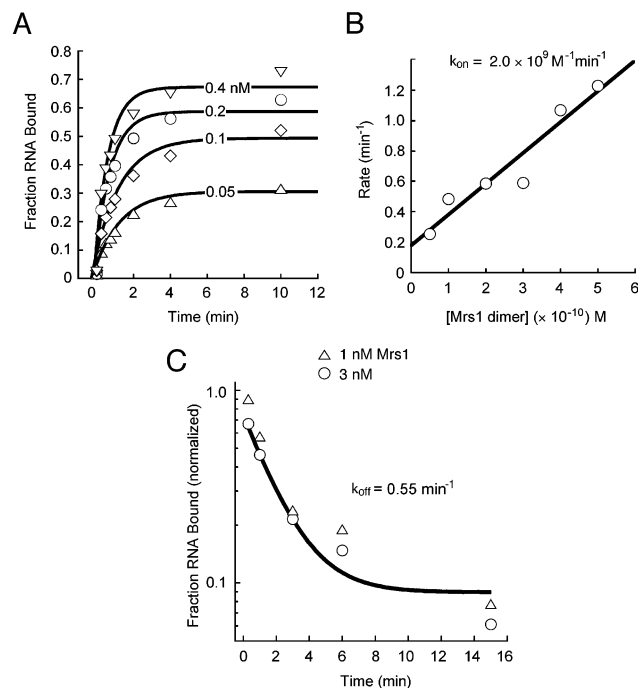 A
Fraction RNA Bound
0.8
0.7
0.6
0.5
0.4
0.3
0.2
0.1
0
0.4 nM
0.2
0.1
0.05
0 2 4 6 8 10 12
Time (min)
B
k_on = 2.0 × 10⁹ M⁻¹min⁻¹
Rate (min⁻¹)
1.2
1.0
0.8
0.6
0.4
0.2
0
0 1 2 3 4 5 6
[Mrs1 dimer] (× 10⁻¹⁰) M
C
△ 1 nM Mrs1
○ 3 nM
Fraction RNA Bound (normalized)
1.0
0.1
k_off = 0.55 min⁻¹
0 2 4 6 8 10 12 14 16
Time (min)